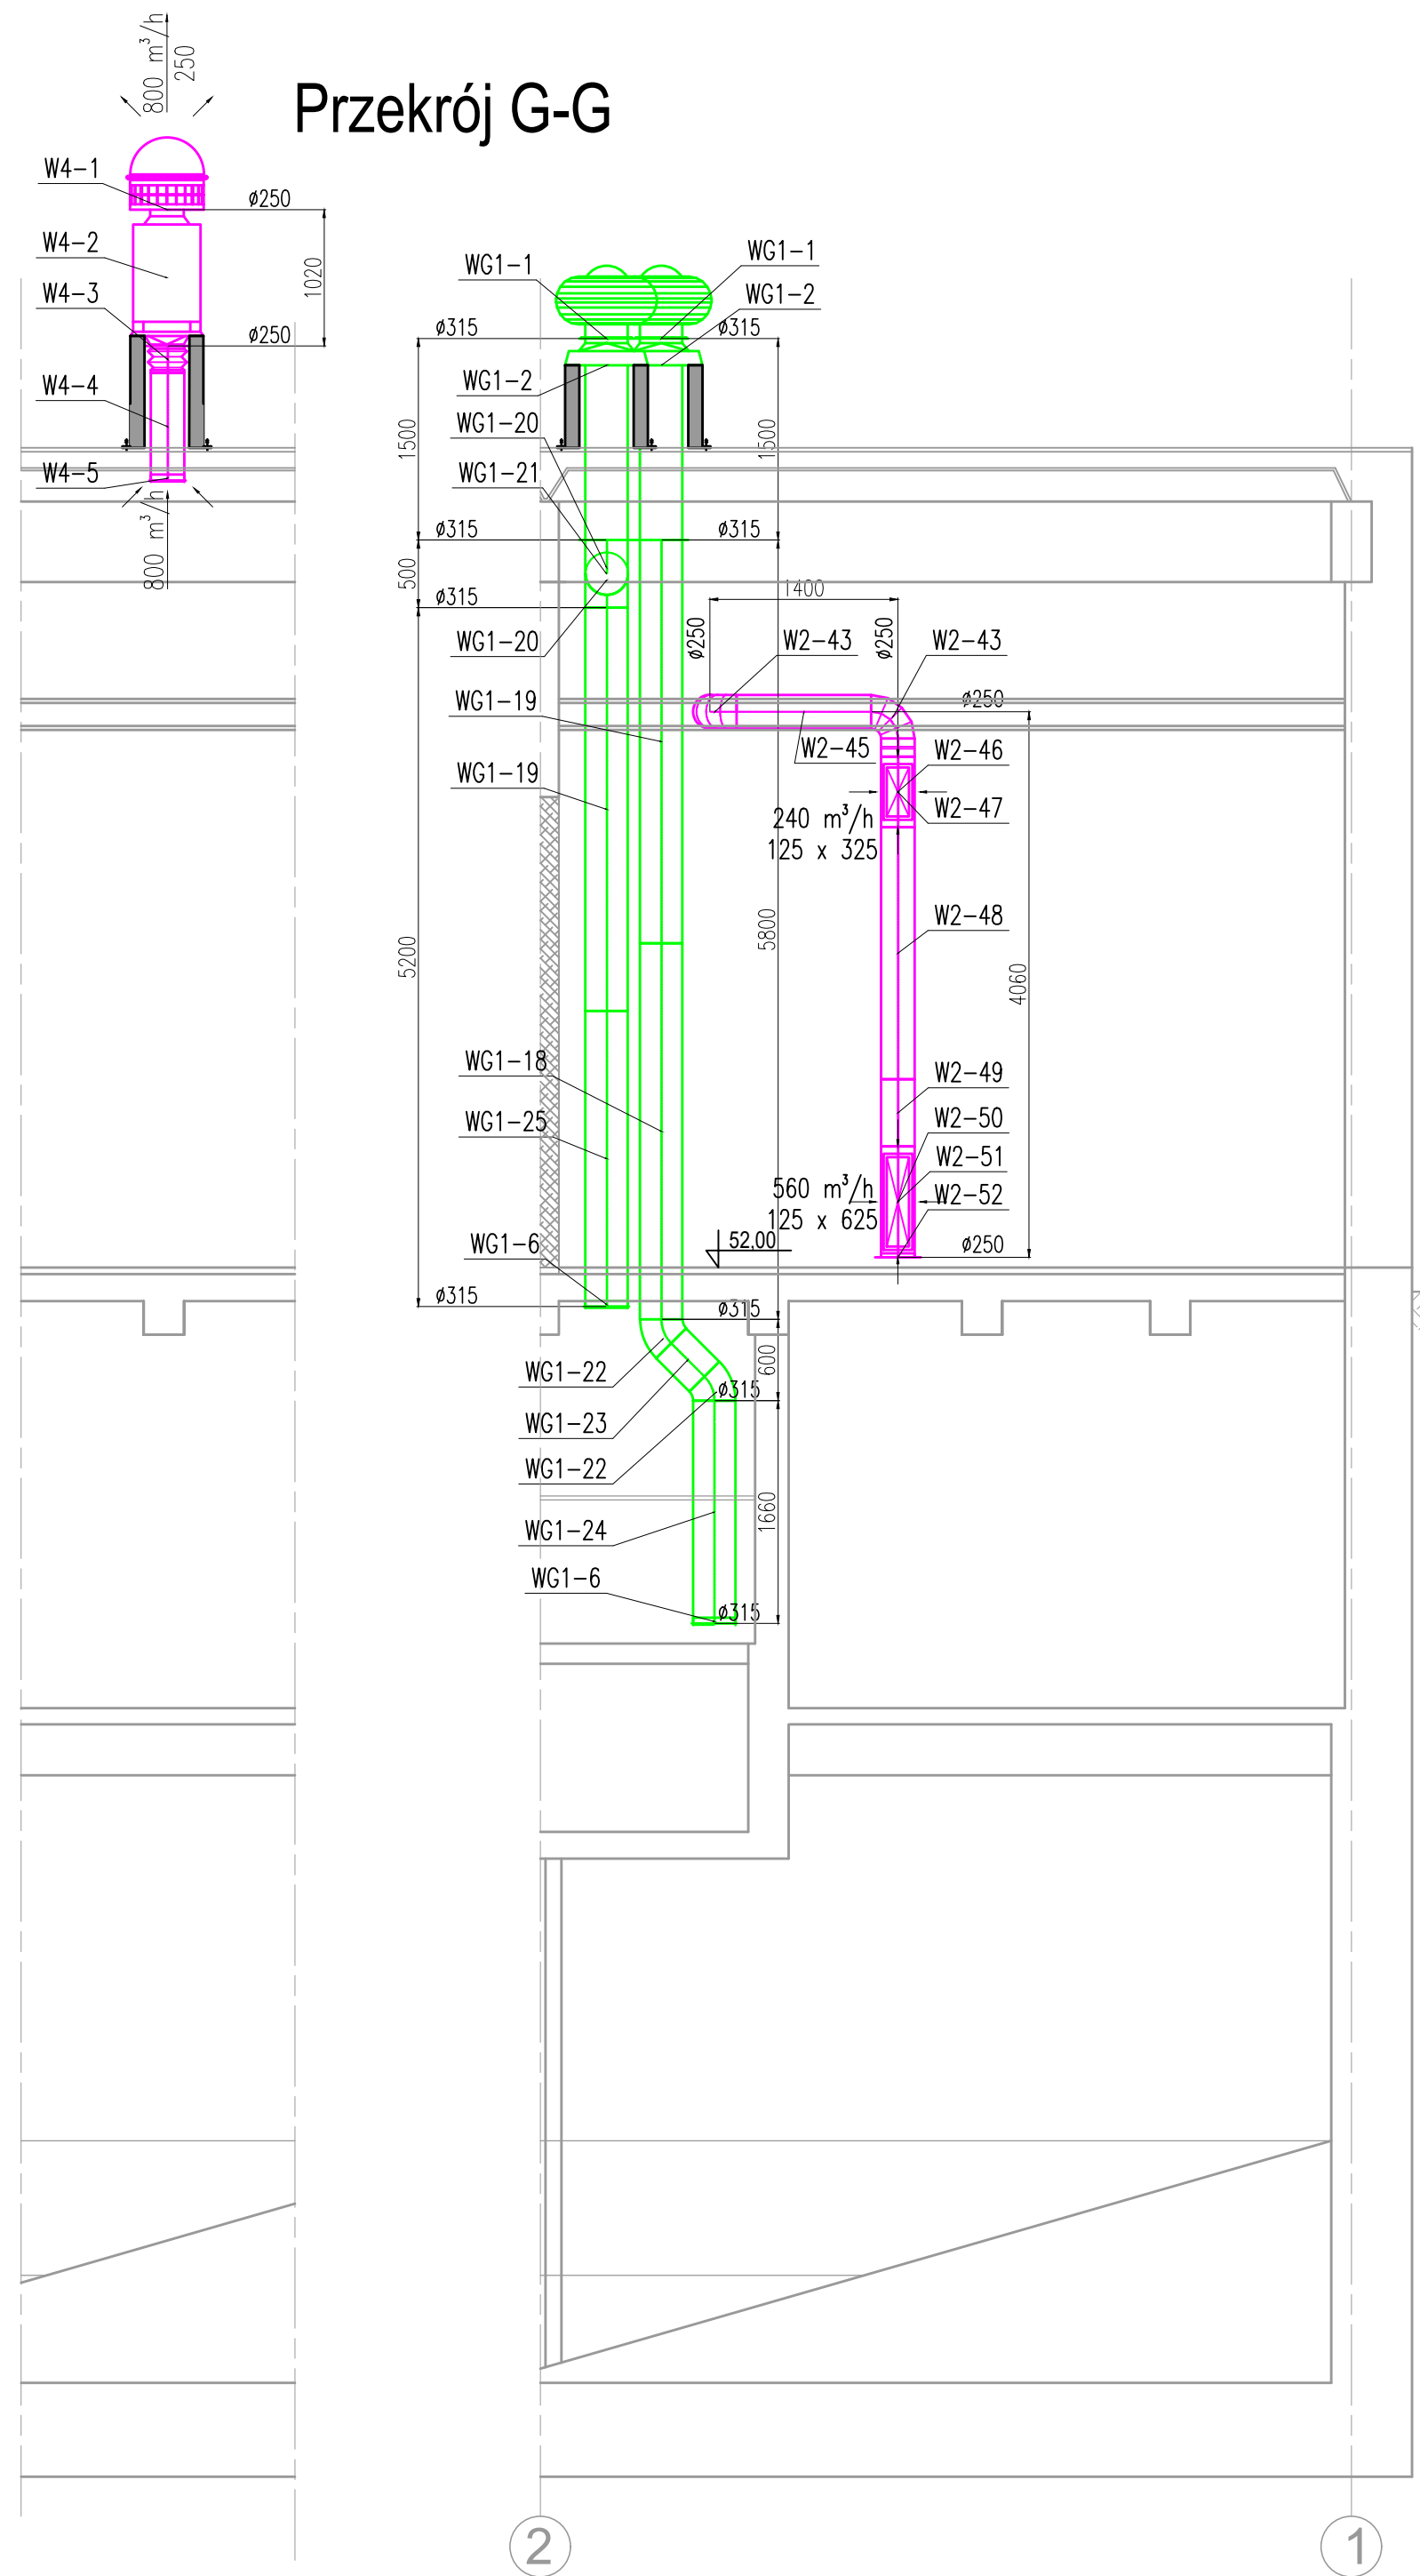 800 m³/h
250
Przekrój G-G
W4-1
ø250
W4-2
1020
W4-3
ø250
W4-4
W4-5
800 m³/h
WG1-1
WG1-1
WG1-2
ø315
ø315
WG1-2
1500
1500
WG1-20
WG1-21
ø315
ø315
500
ø315
1400
WG1-20
ø250
W2-43
ø250
W2-43
WG1-19
ø250
W2-45
W2-46
WG1-19
W2-47
240 m³/h
125 x 325
5200
5800
W2-48
4060
WG1-18
W2-49
WG1-25
W2-50
W2-51
560 m³/h
W2-52
125 x 625
WG1-6
52,00
ø250
ø315
ø315
WG1-22
600
ø315
WG1-23
WG1-22
1660
WG1-24
WG1-6
ø315
2
1